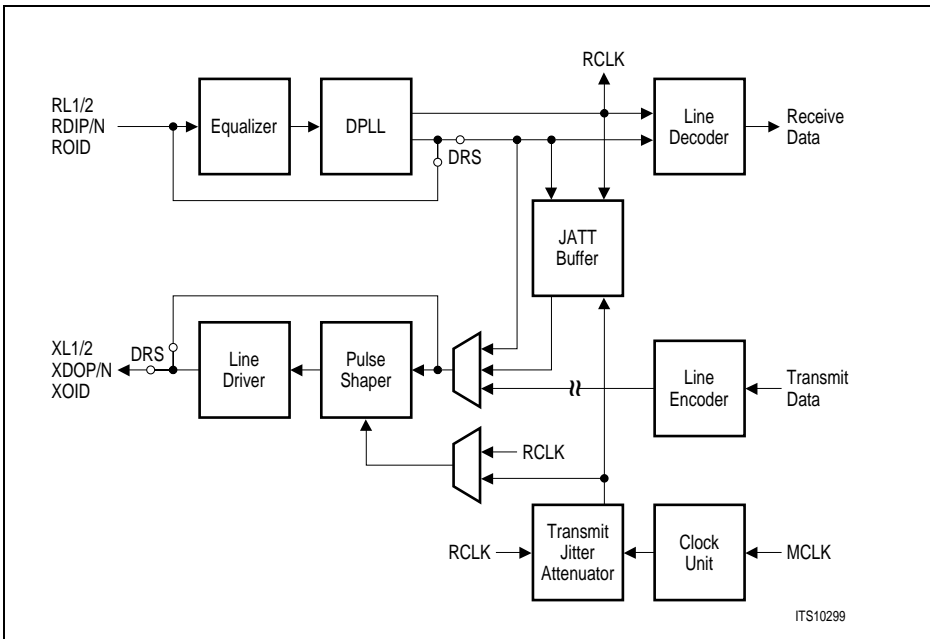 RCLK
RL1/2
RDIP/N
ROID
Equalizer
DPLL
DRS
Line
Decoder
Receive
Data
JATT
Buffer
XL1/2
XDOP/N
XOID
DRS
Line
Driver
Pulse
Shaper
Line
Encoder
Transmit
Data
RCLK
RCLK
Transmit
Jitter
Attenuator
Clock
Unit
MCLK
ITS10299